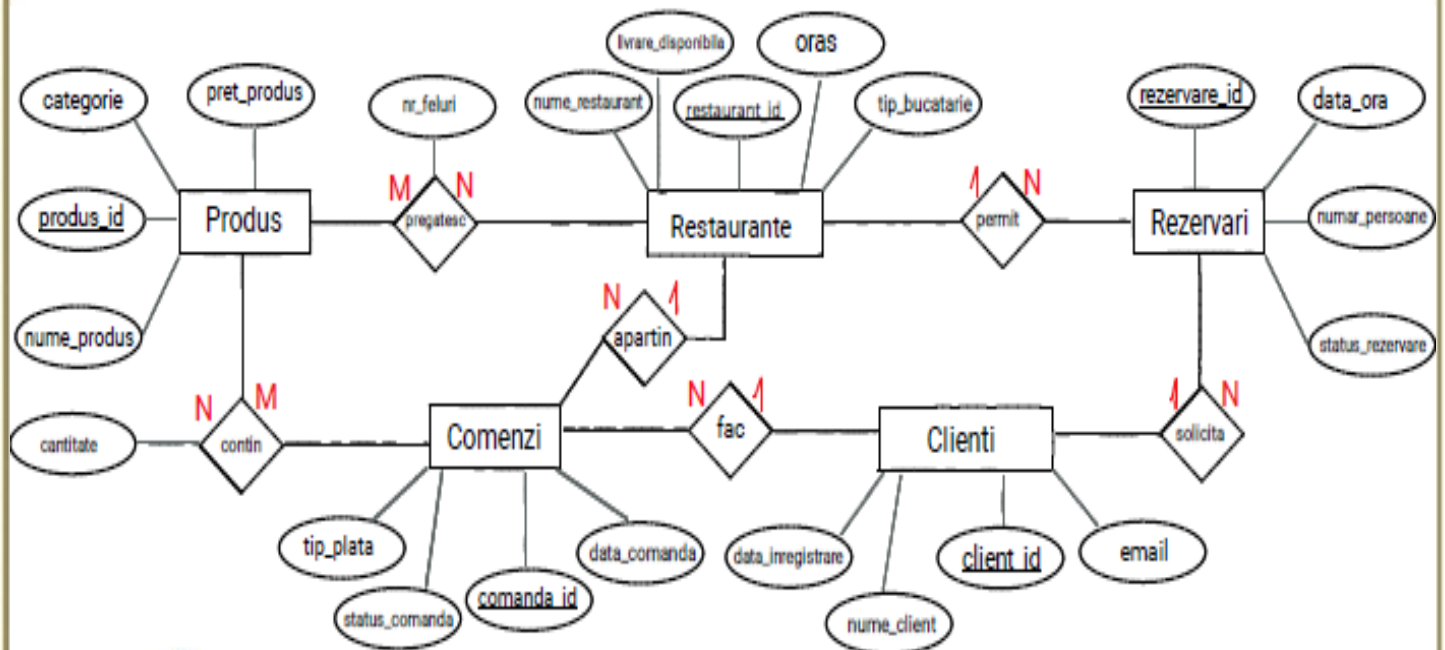 livrare_disponibila
oras
categorie
pret_produs
nr_feluri
nume_restaurant
restaurant_id
tip_bucatarie
rezervare_id
data_ora
M
N
1
N
produs_id
Produs
pregatesc
Restaurante
permit
Rezervari
numar_persoane
nume_produs
N
1
apartin
status_rezervare
N
M
N
1
1
N
cantitate
contin
Comenzi
fac
Clienti
solicita
tip_plata
data_comanda
data_inregistrare
client_id
email
status_comanda
comanda_id
nume_client